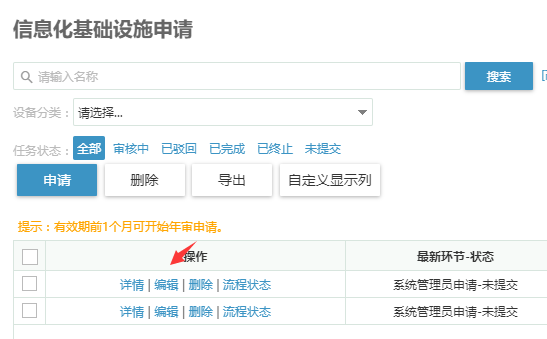 信息化基础设施申请
请输入名称 搜索
设备分类： 请选择...
任务状态： 全部 审核中 已驳回 已完成 已终止 未提交
申请 删除 导出 自定义显示列
提示：有效期前1个月可开始年审申请。
操作 最新环节-状态
详情 | 编辑 | 删除 | 流程状态 系统管理员申请-未提交
详情 | 编辑 | 删除 | 流程状态 系统管理员申请-未提交